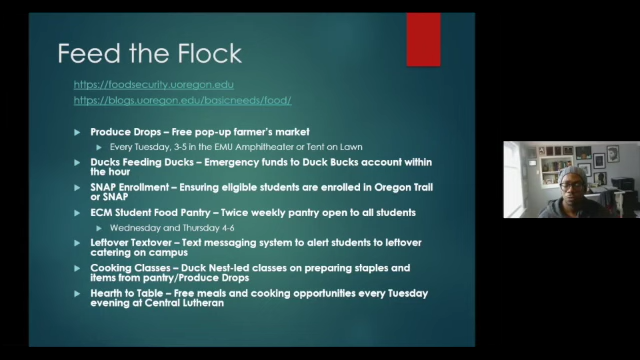 Feed the Flock
https://foodsecurity.uoregon.edu
https://blogs.uoregon.edu/basicneeds/food/
Produce Drops – Free pop-up farmer's market
Every Tuesday, 3-5 in the EMU Amphitheater or Tent on Lawn
Ducks Feeding Ducks – Emergency funds to Duck Bucks account within
the hour
SNAP Enrollment – Ensuring eligible students are enrolled in Oregon Trail
or SNAP
ECM Student Food Pantry – Twice weekly pantry open to all students
Wednesday and Thursday 4-6
Leftover Textover – Text messaging system to alert students to leftover
catering on campus
Cooking Classes – Duck Nest-led classes on preparing staples and
items from pantry/Produce Drops
Hearth to Table – Free meals and cooking opportunities every Tuesday
evening at Central Lutheran